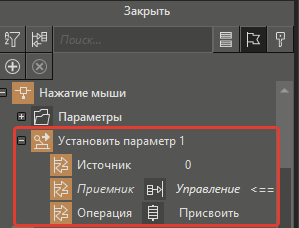 Закрыть
Поиск...
Нажатие мыши
Параметры
Установить параметр 1
Источник 0
Приемник Управление <==
Операция Присвоить